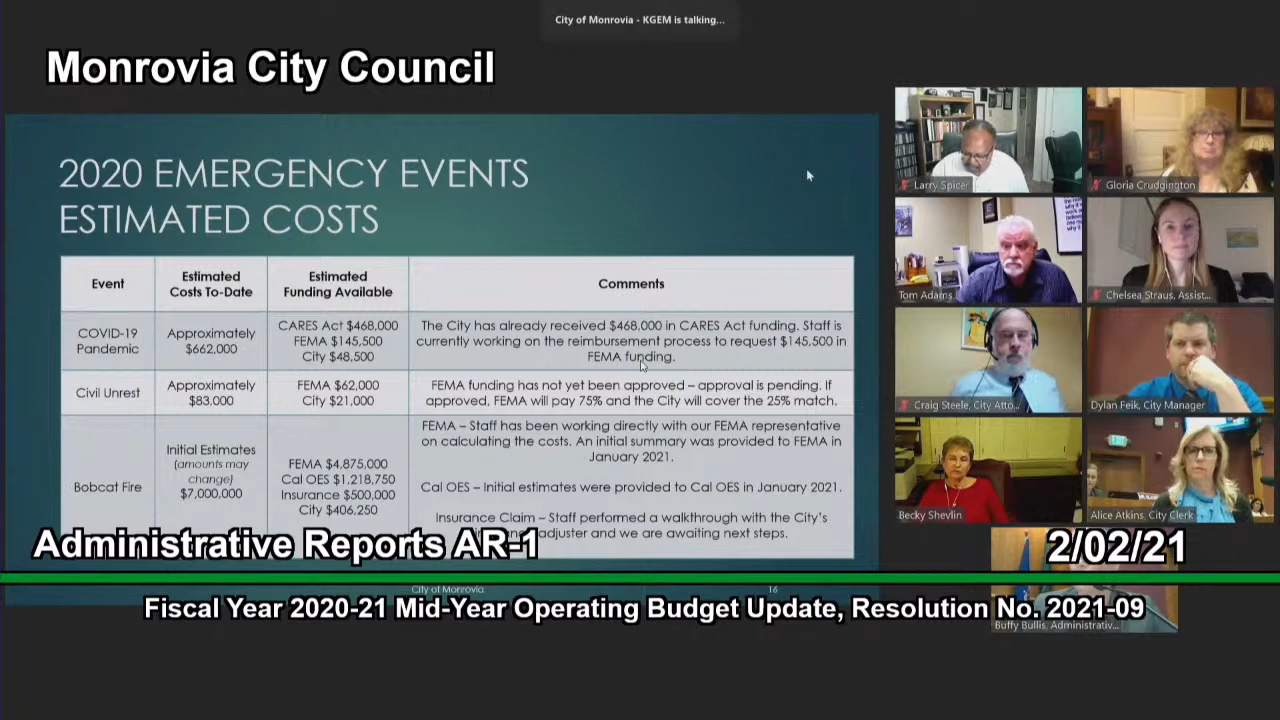 City of Monrovia - KGEM is talking...
Monrovia City Council
2020 EMERGENCY EVENTS
ESTIMATED COSTS
Event
Estimated
Costs To-Date
Estimated
Funding Available
Comments
COVID-19
Pandemic
Approximately
$662,000
CARES Act $468,000
FEMA $145,500
City $48,500
The City has already received $468,000 in CARES Act funding. Staff is
currently working on the reimbursement process to request $145,500 in
FEMA funding.
Civil Unrest
Approximately
$83,000
FEMA $62,000
City $21,000
FEMA funding has not yet been approved – approval is pending. If
approved, FEMA will pay 75% and the City will cover the 25% match.
Bobcat Fire
Initial Estimates
(amounts may
change)
$7,000,000
FEMA $4,875,000
Cal OES $1,218,750
Insurance $500,000
City $406,250
FEMA – Staff has been working directly with our FEMA representative
on calculating the costs. An initial summary was provided to FEMA in
January 2021.
Cal OES – Initial estimates were provided to Cal OES in January 2021.
Insurance Claim – Staff performed a walkthrough with the City's
adjuster and we are awaiting next steps.
City of Monrovia
16
Larry Spicer
Gloria Crudgington
Tom Adams
Chelsea Straus, Assist...
Craig Steele, City Atto...
Dylan Feik, City Manager
Becky Shevlin
Alice Atkins, City Clerk
Buffy Bullis, Administrativ...
Administrative Reports AR-1
2/02/21
Fiscal Year 2020-21 Mid-Year Operating Budget Update, Resolution No. 2021-09